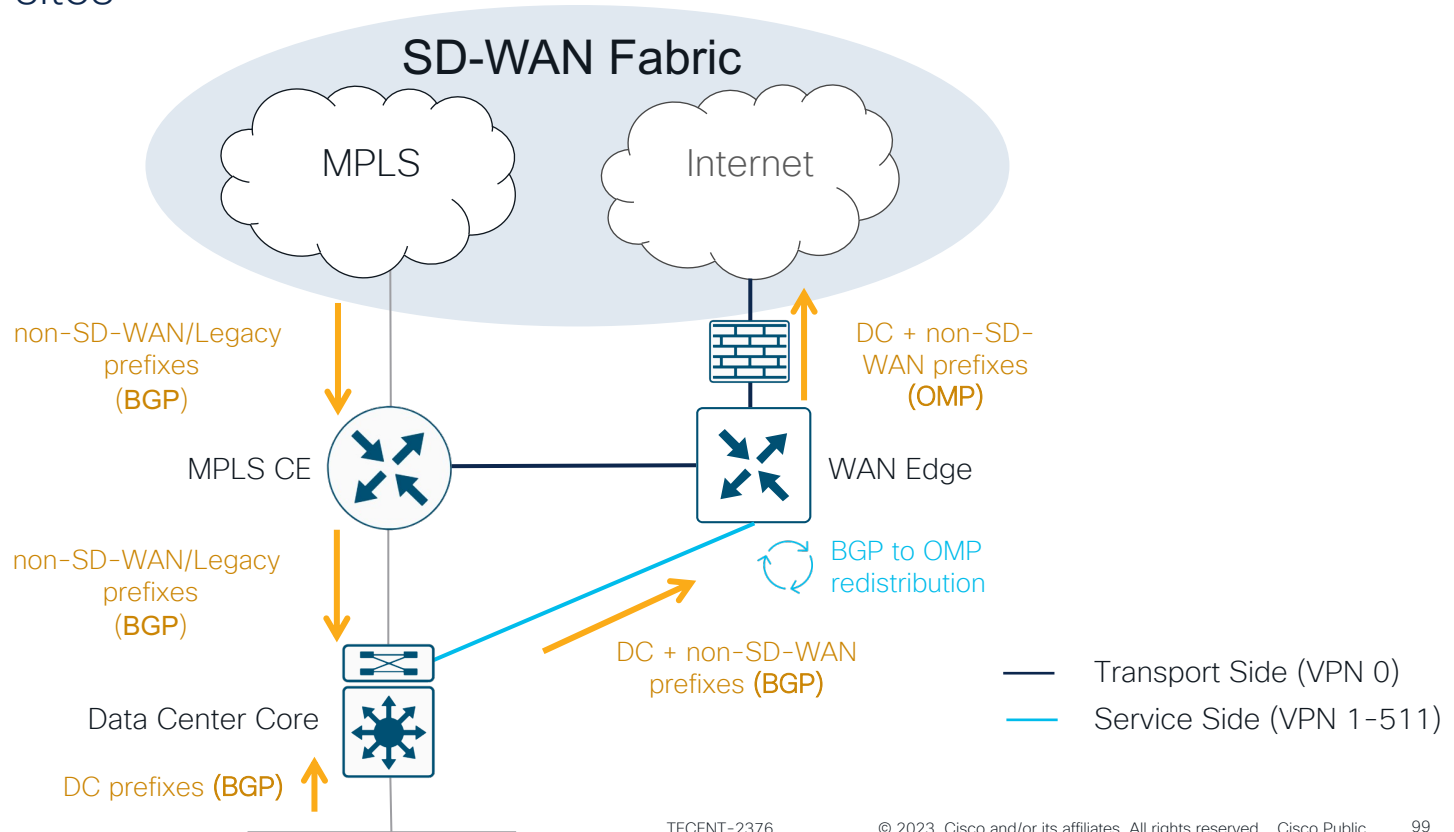 sites
SD-WAN Fabric
MPLS
Internet
non-SD-WAN/Legacy
prefixes
(BGP)
DC + non-SD-
WAN prefixes
(OMP)
MPLS CE
WAN Edge
non-SD-WAN/Legacy
prefixes
(BGP)
BGP to OMP
redistribution
DC + non-SD-WAN
prefixes (BGP)
Transport Side (VPN 0)
Data Center Core
Service Side (VPN 1-511)
DC prefixes (BGP)
TECENT-2376
© 2023 Cisco and/or its affiliates. All rights reserved. Cisco Public
99